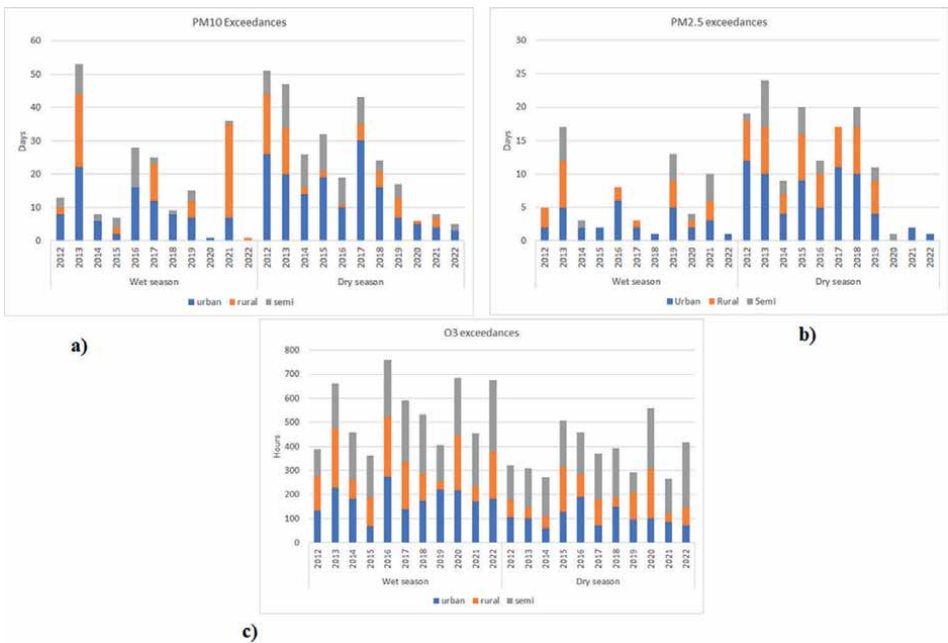 PM10 Exceedances
60
50
40
30
20
10
0
Days
2012 2013 2014 2015 2016 2017 2018 2019 2020 2021 2022 2012 2013 2014 2015 2016 2017 2018 2019 2020 2021 2022
Wet season Dry season
urban rural semi
a)
PM2.5 exceedances
30
25
20
15
10
5
0
Days
2012 2013 2014 2015 2016 2017 2018 2019 2020 2021 2022 2012 2013 2014 2015 2016 2017 2018 2019 2020 2021 2022
Wet season Dry season
Urban Rural Semi
b)
O3 exceedances
800
700
600
500
400
300
200
100
0
Hours
2012 2013 2014 2015 2016 2017 2018 2019 2020 2021 2022 2012 2013 2014 2015 2016 2017 2018 2019 2020 2021 2022
Wet season Dry season
urban rural semi
c)